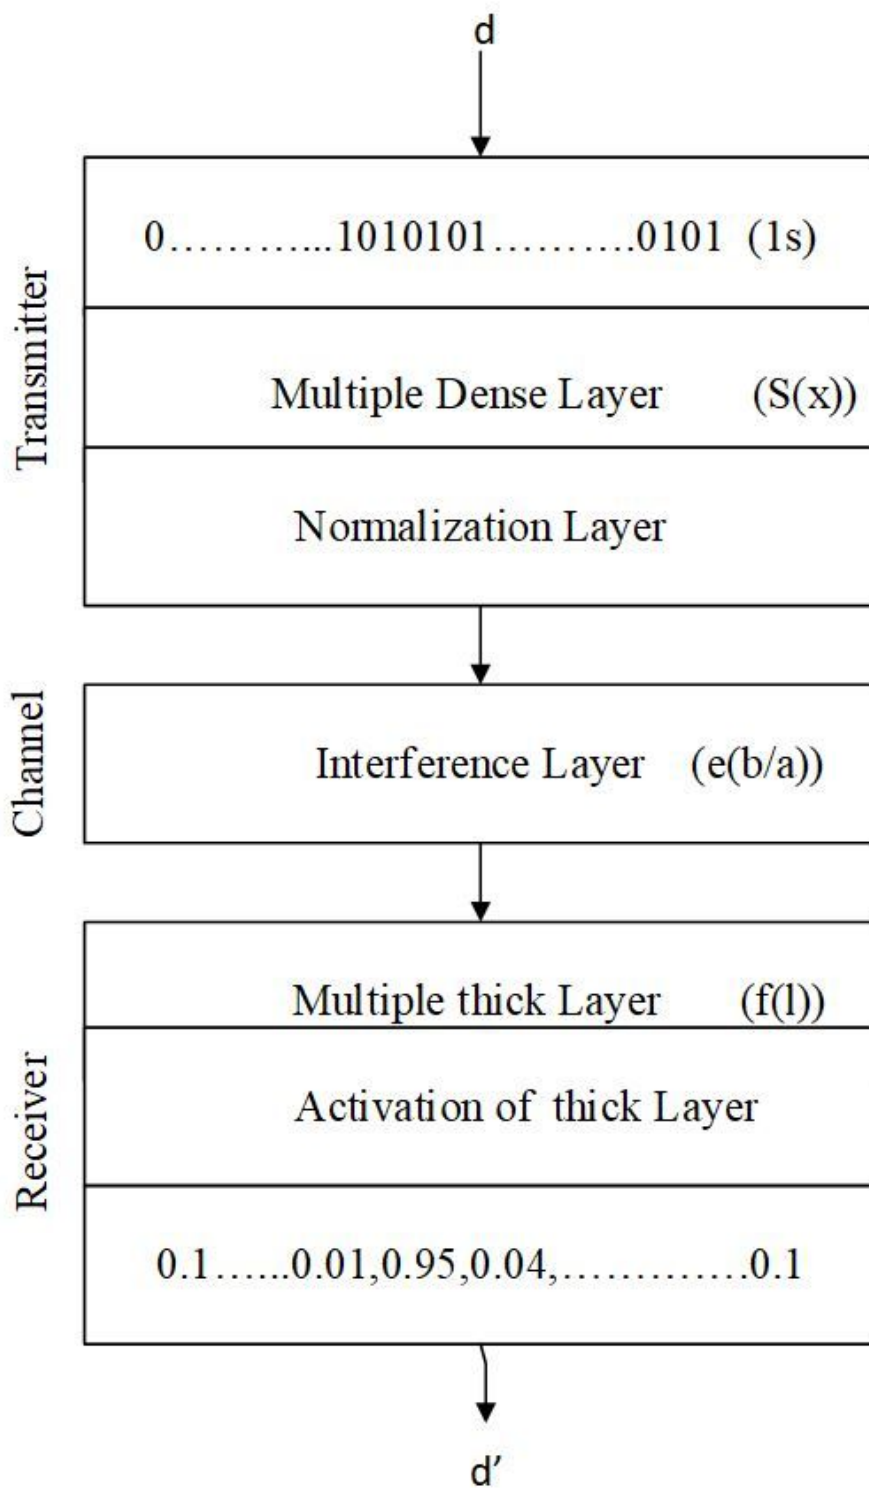 d
Transmitter
0………...1010101……….0101 (1s)
Multiple Dense Layer (S(x))
Normalization Layer
Channel
Interference Layer (e(b/a))
Receiver
Multiple thick Layer (f(l))
Activation of thick Layer
0.1…...0.01,0.95,0.04,………….0.1
d’